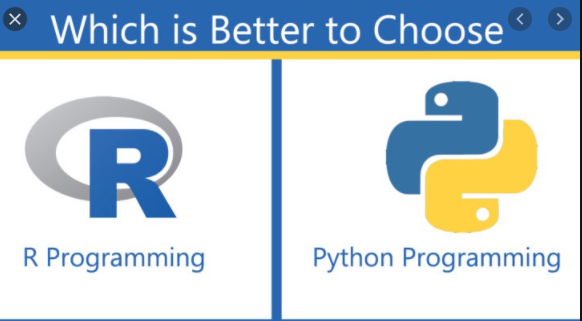 Which is Better to Choose
R
R Programming
Python Programming